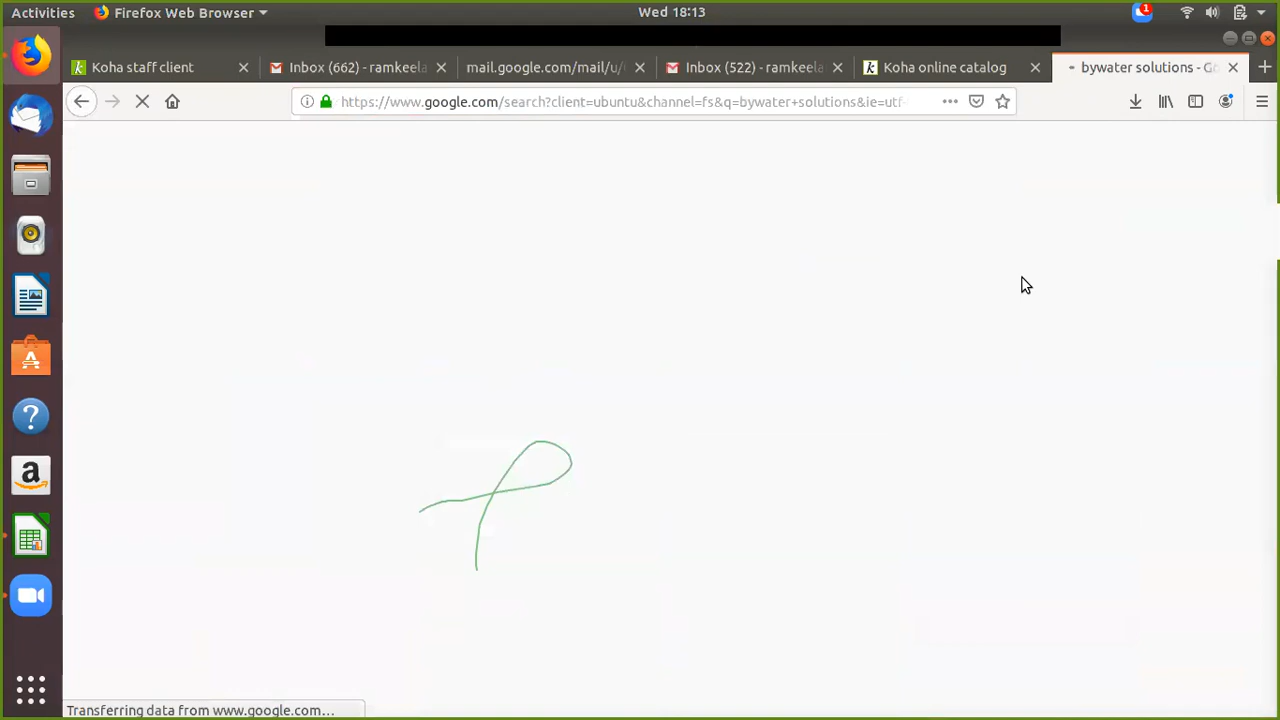 Activities Firefox Web Browser Wed 18:13 1
Koha staff client Inbox (662) - ramkeela mail.google.com/mail/u/ Inbox (522) - ramkeela Koha online catalog bywater solutions - Go
https://www.google.com/search?client=ubuntu&channel=fs&q=bywater+solutions&ie=utf-
Transferring data from www.google.com…